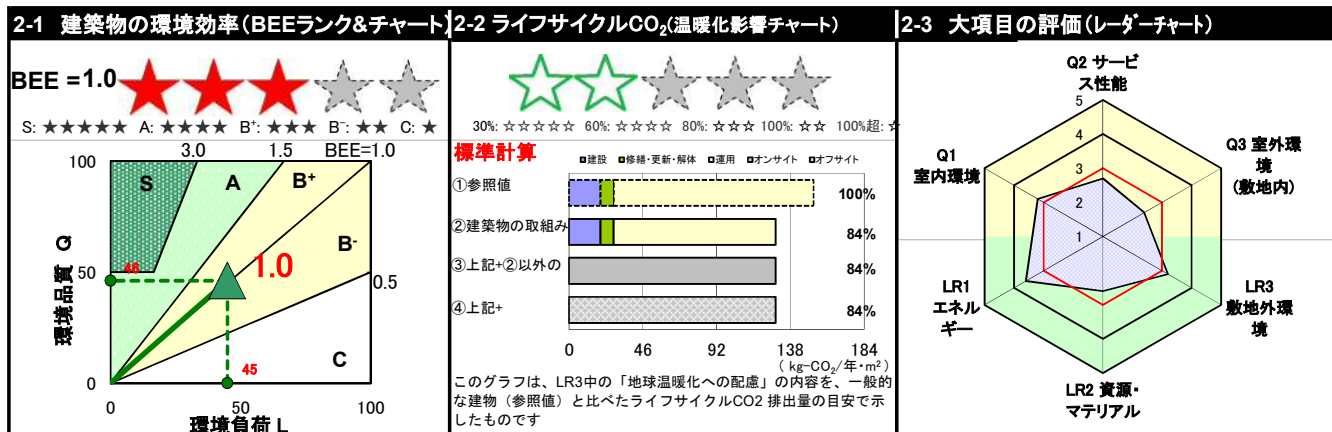 2-1 建築物の環境効率(BEEランク&チャート)
BEE = 1.0
S: ★★★★★ A: ★★★★ B+: ★★★ B-: ★★ C: ★
3.0 1.5 BEE=1.0
100
S A B+
B-
50
46
1.0
0.5
C
45
0
0 50 100
環境品質 Q
環境負荷 L
2-2 ライフサイクルCO2(温暖化影響チャート)
30%: ☆☆☆☆☆ 60%: ☆☆☆☆ 80%: ☆☆☆ 100%: ☆☆ 100%超: ☆
標準計算
建設 修繕・更新・解体 運用 オンサイト オフサイト
①参照値 100%
②建築物の取組み 84%
③上記+②以外の 84%
④上記+ 84%
0 46 92 138 184
( kg-CO2/年・m²)
このグラフは、LR3中の「地球温暖化への配慮」の内容を、一般的
な建物(参照値)と比べたライフサイクルCO2 排出量の目安で示
したものです
2-3 大項目の評価(レーダーチャート)
Q2 サービ
ス性能
5
4
3
2
1
Q1
室内環境
Q3 室外環
境
(敷地内)
LR1
エネル
ギー
LR3
敷地外環
境
LR2 資源・
マテリアル